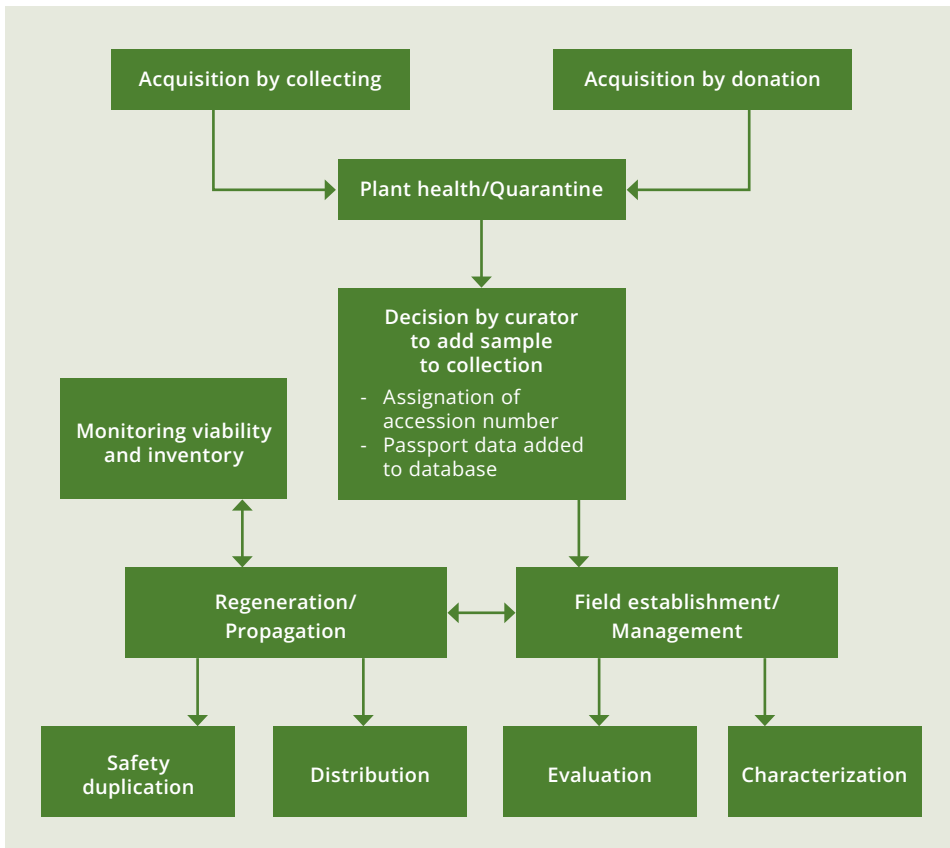 Acquisition by collecting
Acquisition by donation
Plant health/Quarantine
Decision by curator
to add sample
to collection
- Assignation of
accession number
- Passport data added
to database
Monitoring viability
and inventory
Regeneration/
Propagation
Field establishment/
Management
Safety
duplication
Distribution
Evaluation
Characterization